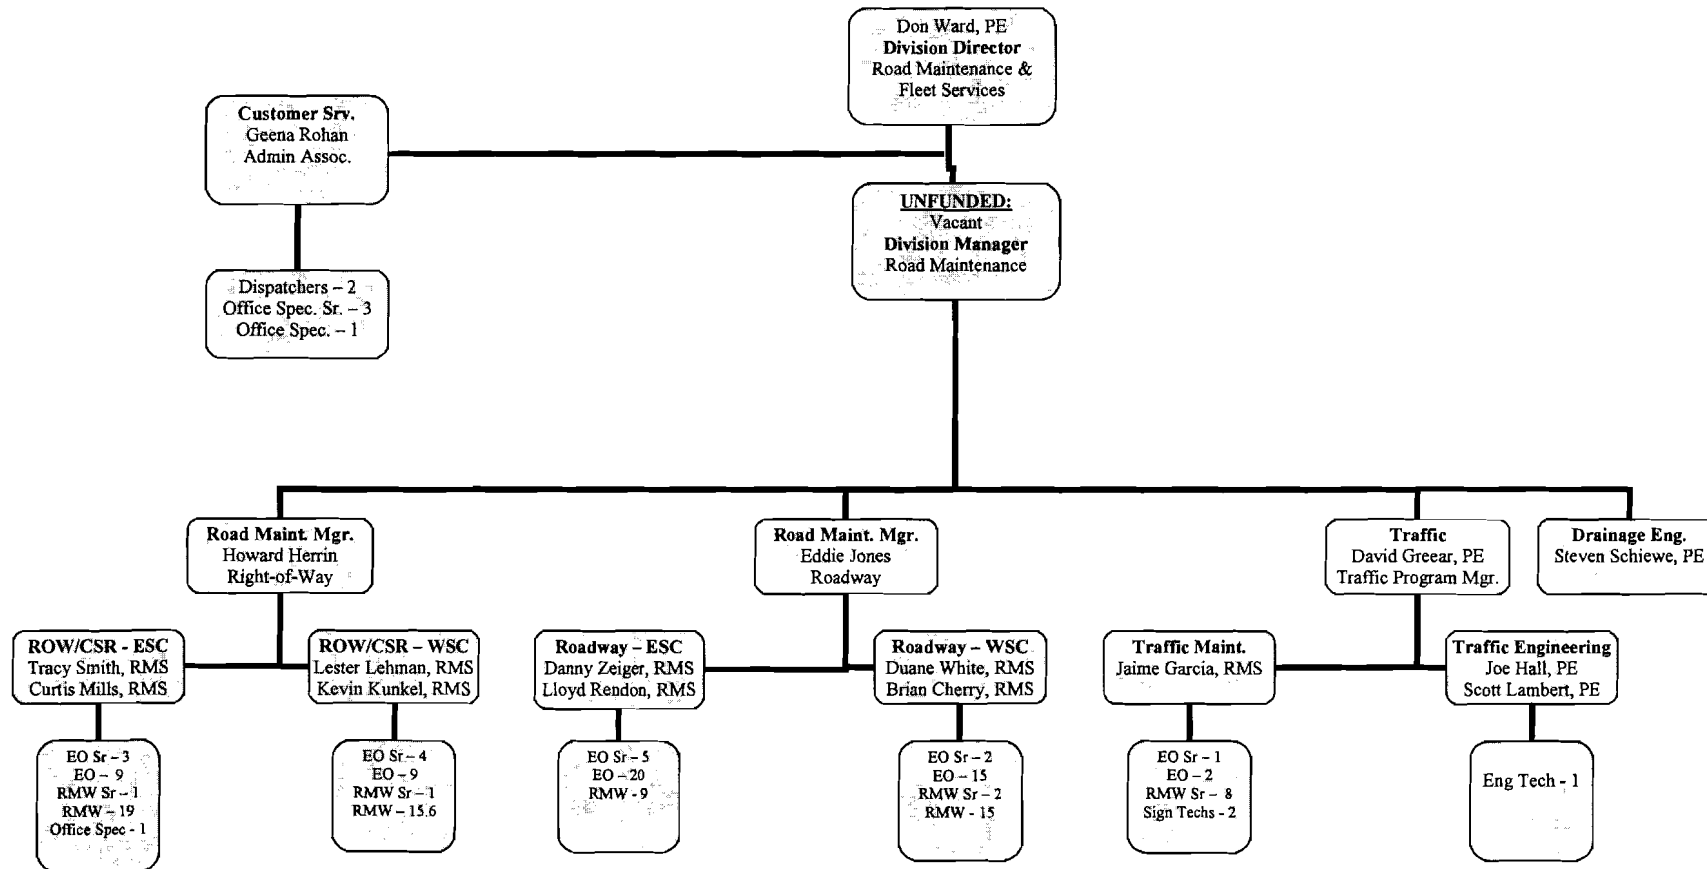 Don Ward, PE
Division Director
Road Maintenance &
Fleet Services
Customer Srv.
Geena Rohan
Admin Assoc.
UNFUNDED:
Vacant
Division Manager
Road Maintenance
Dispatchers – 2
Office Spec. Sr. – 3
Office Spec. – 1
Road Maint. Mgr.
Howard Herrin
Right-of-Way
Road Maint. Mgr.
Eddie Jones
Roadway
Traffic
David Greear, PE
Traffic Program Mgr.
Drainage Eng.
Steven Schiewe, PE
ROW/CSR - ESC
Tracy Smith, RMS
Curtis Mills, RMS
ROW/CSR – WSC
Lester Lehman, RMS
Kevin Kunkel, RMS
Roadway – ESC
Danny Zeiger, RMS
Lloyd Rendon, RMS
Roadway – WSC
Duane White, RMS
Brian Cherry, RMS
Traffic Maint.
Jaime Garcia, RMS
Traffic Engineering
Joe Hall, PE
Scott Lambert, PE
EO Sr – 3
EO – 9
RMW Sr – 1
RMW – 19
Office Spec - 1
EO Sr – 4
EO – 9
RMW Sr – 1
RMW – 15.6
EO Sr – 5
EO – 20
RMW - 9
EO Sr – 2
EO – 15
RMW Sr – 2
RMW - 15
EO Sr – 1
EO – 2
RMW Sr – 8
Sign Techs - 2
Eng Tech - 1